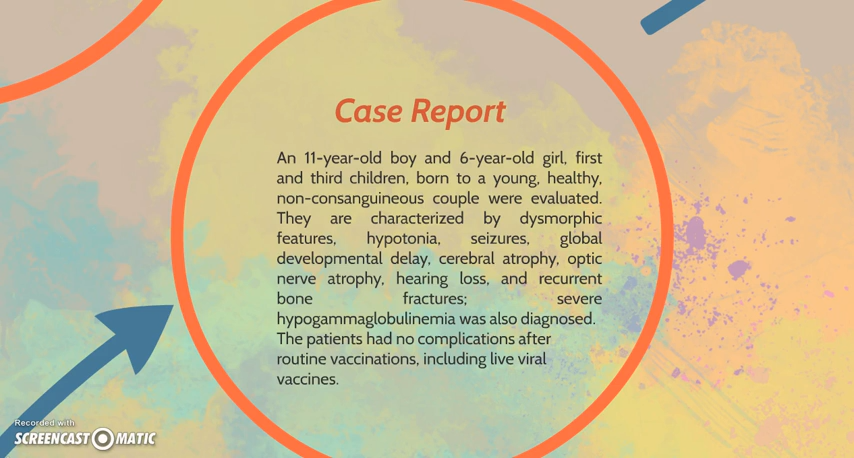 Case Report
An 11-year-old boy and 6-year-old girl, first
and third children, born to a young, healthy,
non-consanguineous couple were evaluated.
They are characterized by dysmorphic
features, hypotonia, seizures, global
developmental delay, cerebral atrophy, optic
nerve atrophy, hearing loss, and recurrent
bone fractures; severe
hypogammaglobulinemia was also diagnosed.
The patients had no complications after
routine vaccinations, including live viral
vaccines.
Recorded with
SCREENCAST-O-MATIC